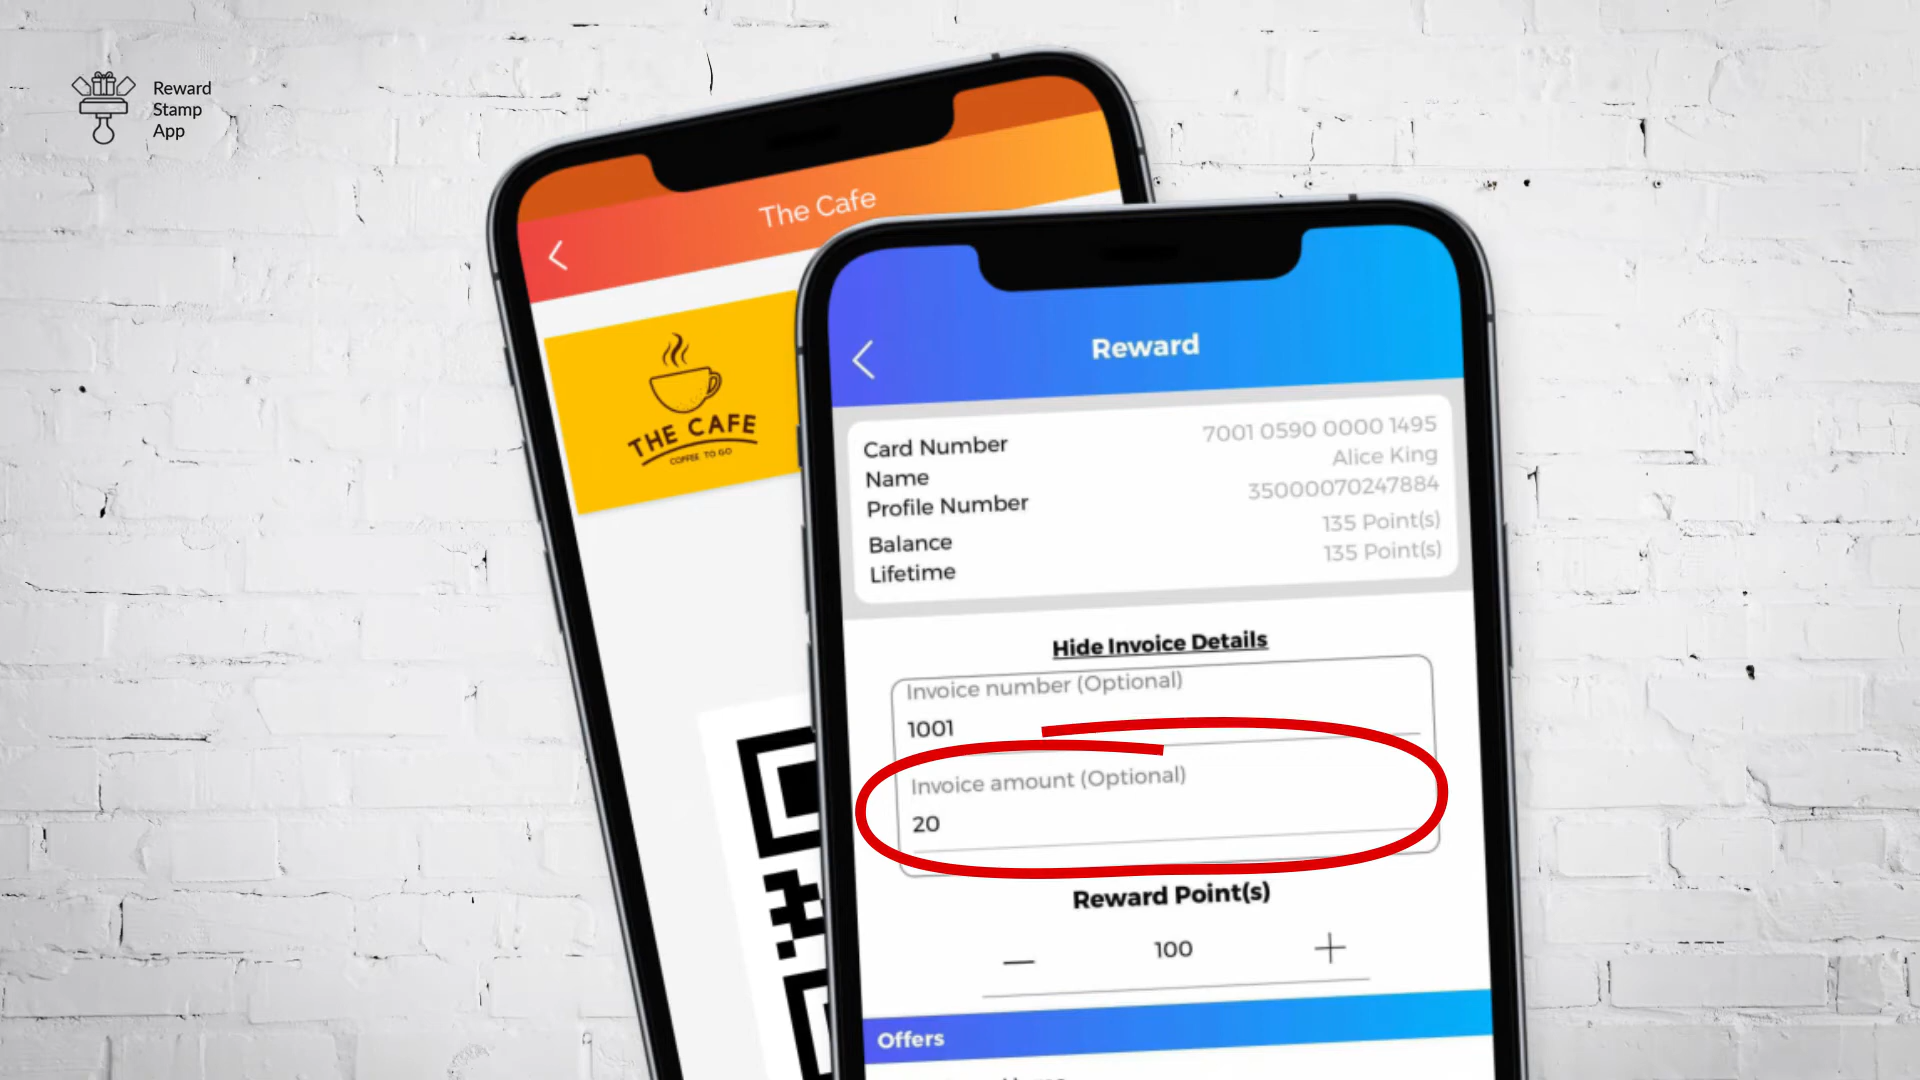 Reward
Stamp
App
The Cafe
THE CAFE
COFFEE TO GO
Reward
Card Number 7001 0590 0000 1495
Name Alice King
Profile Number 35000070247884
Balance 135 Point(s)
Lifetime 135 Point(s)
Hide Invoice Details
Invoice number (Optional)
1001
Invoice amount (Optional)
20
Reward Point(s)
— 100 +
Offers